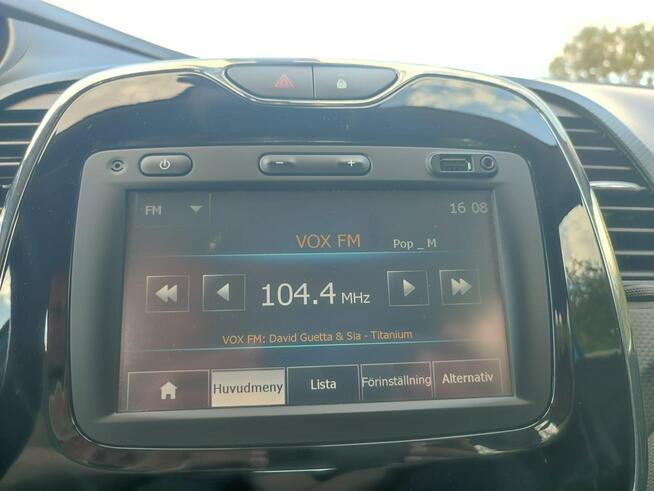 − +
FM 16 08
VOX FM Pop _ M
104.4 MHz
VOX FM: David Guetta & Sia - Titanium
Huvudmeny Lista Förinställning Alternativ